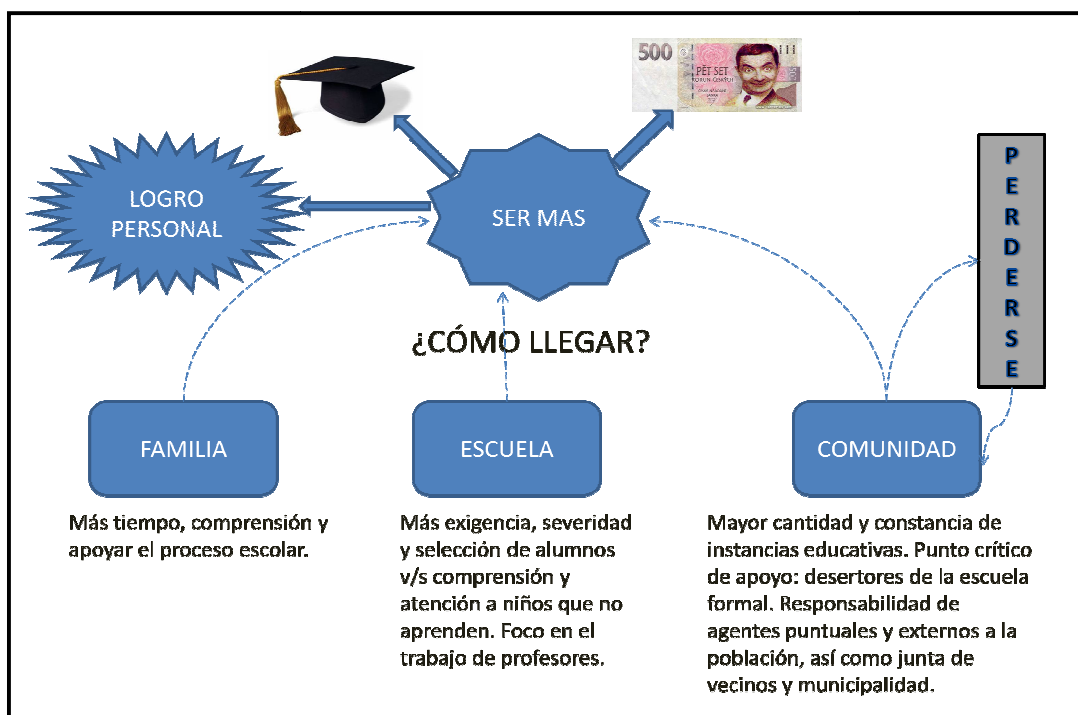 500
PĚT SET
KORUN ČESKÝCH
LOGRO
PERSONAL
SER MAS
P
E
R
D
E
R
S
E
¿CÓMO LLEGAR?
FAMILIA
ESCUELA
COMUNIDAD
Más tiempo, comprensión y
apoyar el proceso escolar.
Más exigencia, severidad
y selección de alumnos
v/s comprensión y
atención a niños que no
aprenden. Foco en el
trabajo de profesores.
Mayor cantidad y constancia de
instancias educativas. Punto crítico
de apoyo: desertores de la escuela
formal. Responsabilidad de
agentes puntuales y externos a la
población, así como junta de
vecinos y municipalidad.